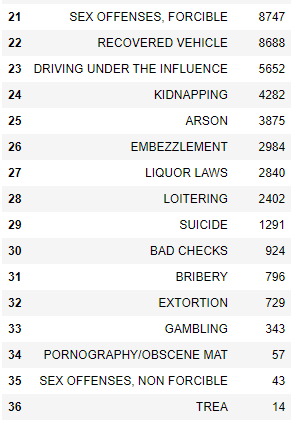 21 SEX OFFENSES, FORCIBLE 8747
22 RECOVERED VEHICLE 8688
23 DRIVING UNDER THE INFLUENCE 5652
24 KIDNAPPING 4282
25 ARSON 3875
26 EMBEZZLEMENT 2984
27 LIQUOR LAWS 2840
28 LOITERING 2402
29 SUICIDE 1291
30 BAD CHECKS 924
31 BRIBERY 796
32 EXTORTION 729
33 GAMBLING 343
34 PORNOGRAPHY/OBSCENE MAT 57
35 SEX OFFENSES, NON FORCIBLE 43
36 TREA 14